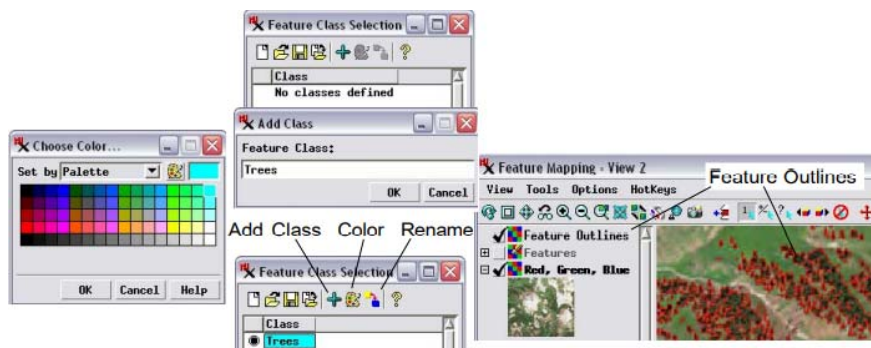 Feature Class Selection
Class
No classes defined
Add Class
Feature Class:
Trees
OK Cancel
Choose Color...
Set by Palette
OK Cancel Help
Add Class Color Rename
Feature Class Selection
Class
Trees
Feature Mapping - View 2
View Tools Options HotKeys
Feature Outlines
Feature Outlines
Features
Red, Green, Blue